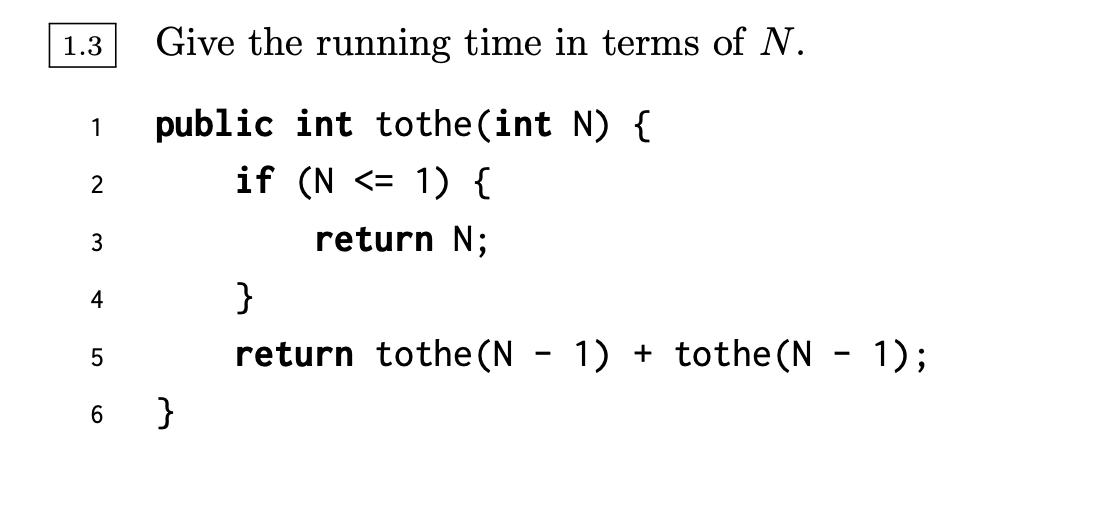 1.3 Give the running time in terms of N.
1 public int tothe(int N) {
2     if (N <= 1) {
3         return N;
4     }
5     return tothe(N - 1) + tothe(N - 1);
6 }